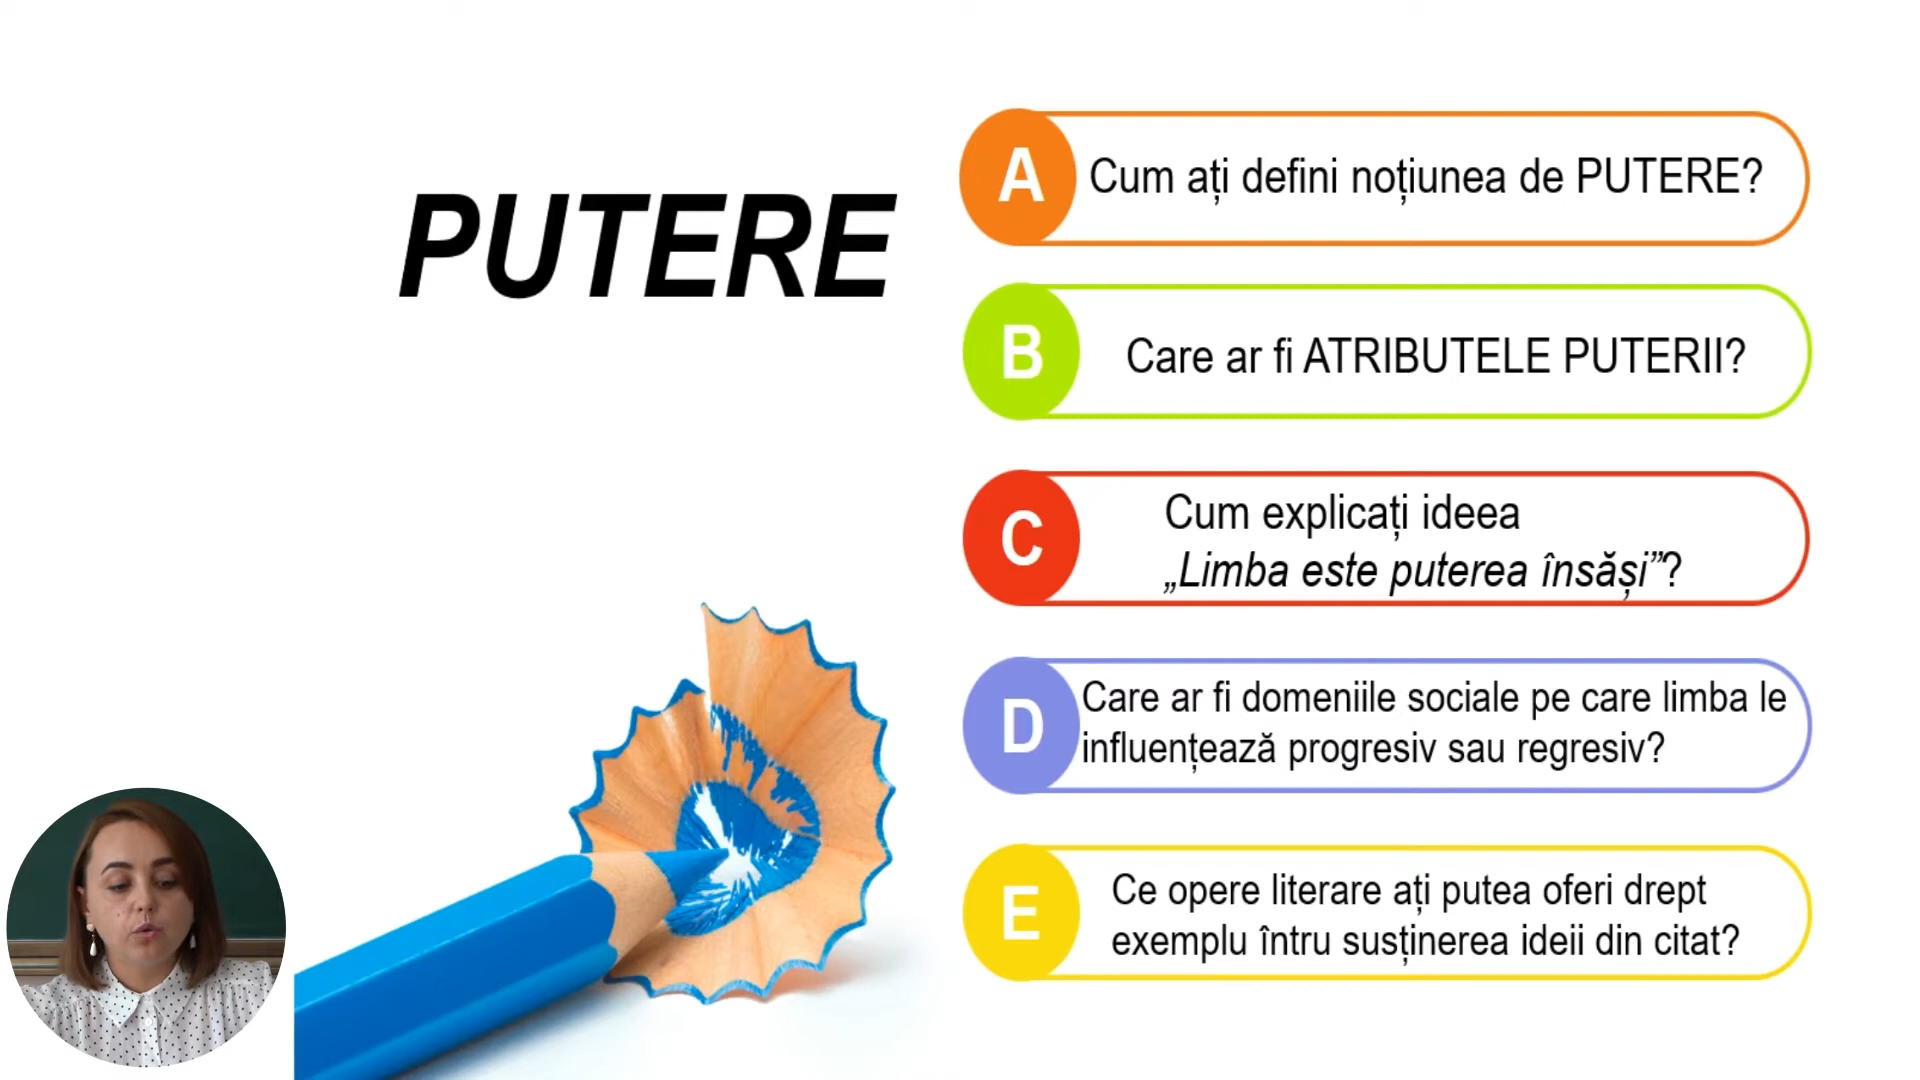 PUTERE
A
Cum ați defini noțiunea de PUTERE?
B
Care ar fi ATRIBUTELE PUTERII?
C
Cum explicați ideea
„Limba este puterea însăși”?
D
Care ar fi domeniile sociale pe care limba le
influențează progresiv sau regresiv?
E
Ce opere literare ați putea oferi drept
exemplu întru susținerea ideii din citat?